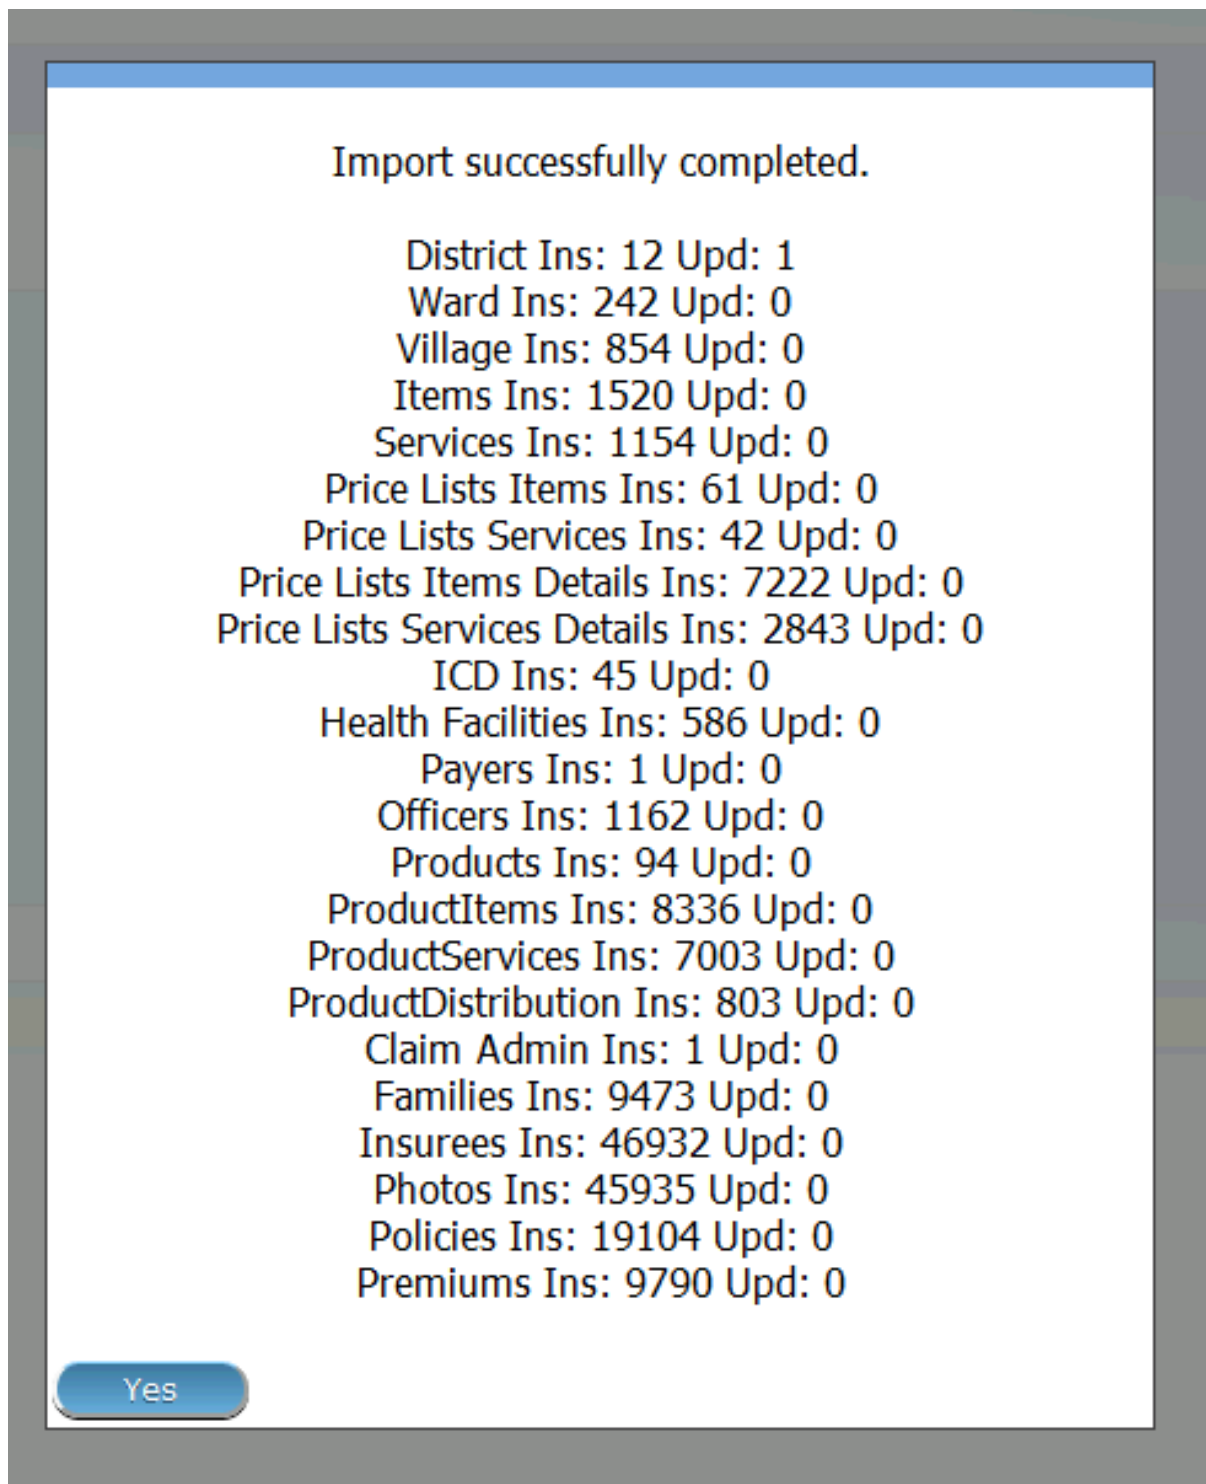 Import successfully completed.
District Ins: 12 Upd: 1
Ward Ins: 242 Upd: 0
Village Ins: 854 Upd: 0
Items Ins: 1520 Upd: 0
Services Ins: 1154 Upd: 0
Price Lists Items Ins: 61 Upd: 0
Price Lists Services Ins: 42 Upd: 0
Price Lists Items Details Ins: 7222 Upd: 0
Price Lists Services Details Ins: 2843 Upd: 0
ICD Ins: 45 Upd: 0
Health Facilities Ins: 586 Upd: 0
Payers Ins: 1 Upd: 0
Officers Ins: 1162 Upd: 0
Products Ins: 94 Upd: 0
ProductItems Ins: 8336 Upd: 0
ProductServices Ins: 7003 Upd: 0
ProductDistribution Ins: 803 Upd: 0
Claim Admin Ins: 1 Upd: 0
Families Ins: 9473 Upd: 0
Insurees Ins: 46932 Upd: 0
Photos Ins: 45935 Upd: 0
Policies Ins: 19104 Upd: 0
Premiums Ins: 9790 Upd: 0
Yes